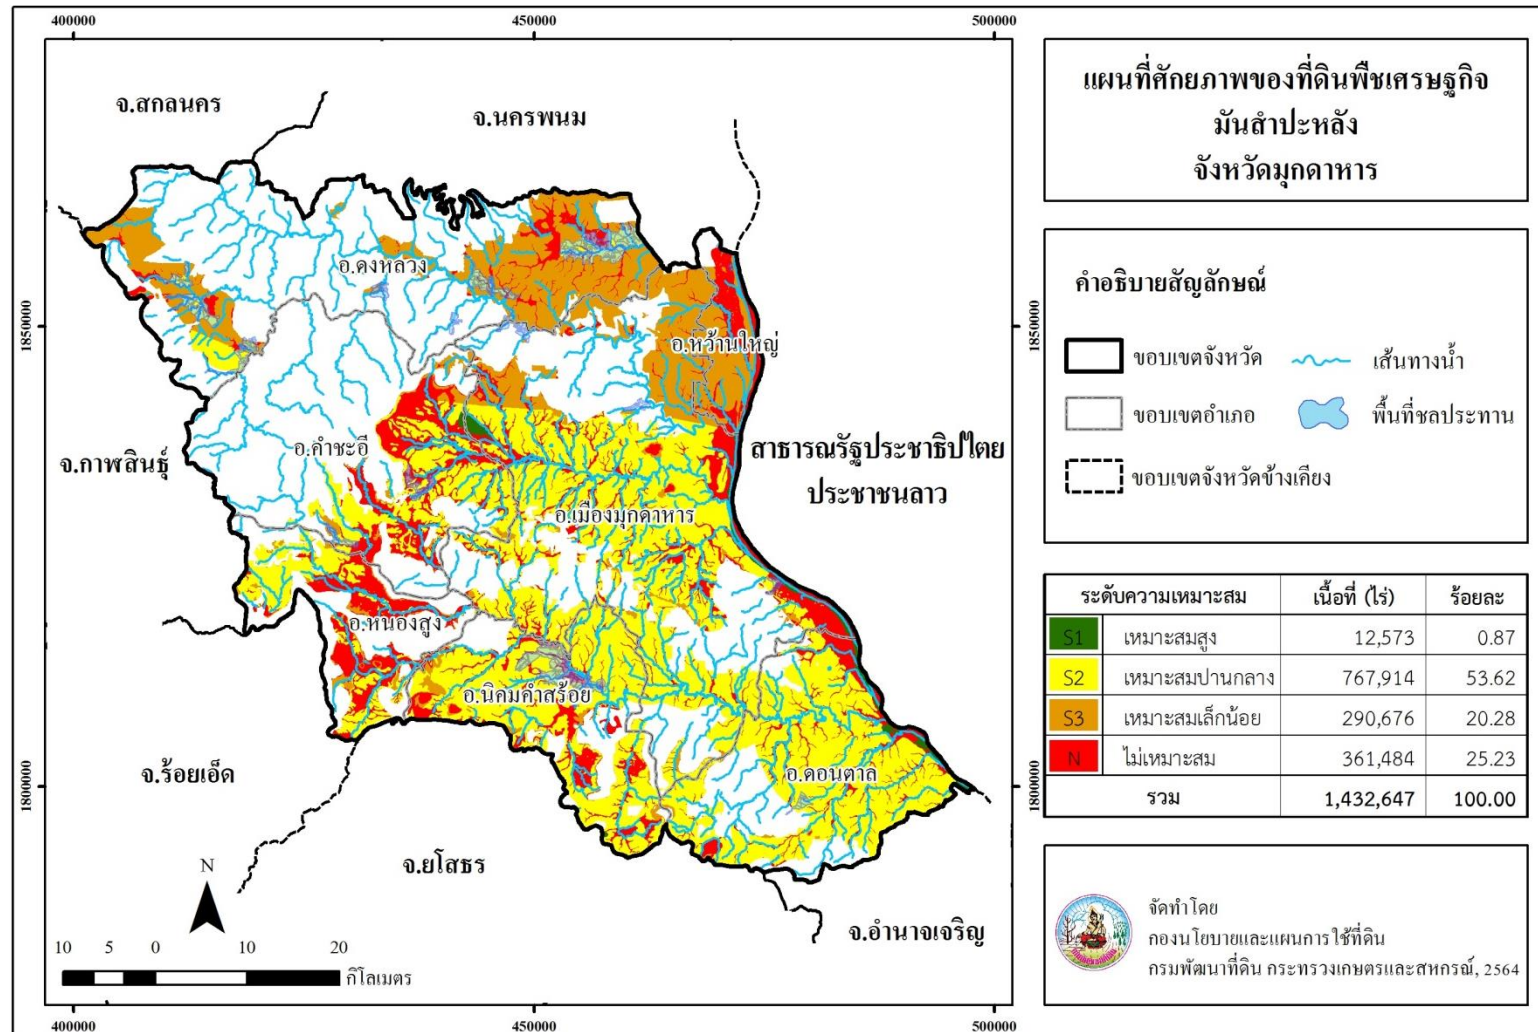 400000
450000
500000
จ.สกลนคร
จ.นครพนม
อ.ดงหลวง
อ.หว้านใหญ่
1850000
1850000
อ.คำชะอี
จ.กาฬสินธุ์
สาธารณรัฐประชาธิปไตย
ประชาชนลาว
อ.เมืองมุกดาหาร
อ.หนองสูง
อ.นิคมคำสร้อย
จ.ร้อยเอ็ด
อ.ดอนตาล
1800000
1800000
จ.ยโสธร
จ.อำนาจเจริญ
N
10 5 0 10 20
กิโลเมตร
400000
450000
500000
แผนที่ศักยภาพของที่ดินพืชเศรษฐกิจ
มันสำปะหลัง
จังหวัดมุกดาหาร
คำอธิบายสัญลักษณ์
ขอบเขตจังหวัด เส้นทางน้ำ
ขอบเขตอำเภอ พื้นที่ชลประทาน
ขอบเขตจังหวัดข้างเคียง
ระดับความเหมาะสม เนื้อที่ (ไร่) ร้อยละ
S1 เหมาะสมสูง 12,573 0.87
S2 เหมาะสมปานกลาง 767,914 53.62
S3 เหมาะสมเล็กน้อย 290,676 20.28
N ไม่เหมาะสม 361,484 25.23
รวม 1,432,647 100.00
จัดทำโดย
กองนโยบายและแผนการใช้ที่ดิน
กรมพัฒนาที่ดิน กระทรวงเกษตรและสหกรณ์, 2564